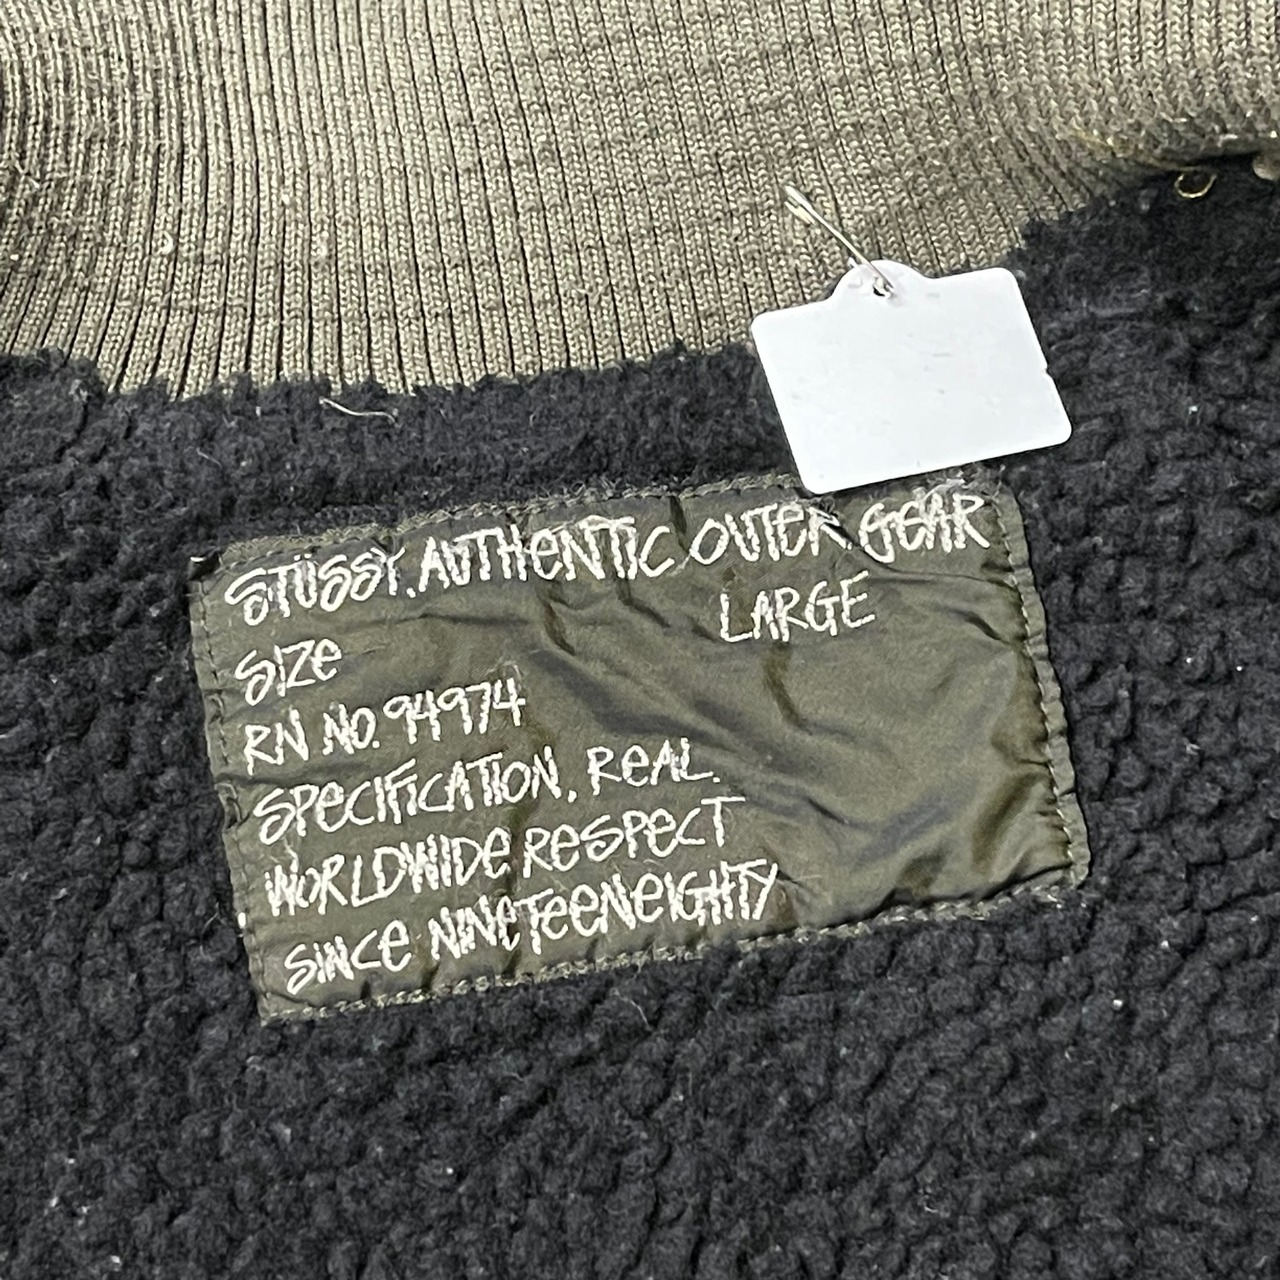 STÜSSY. AUTHENTIC OUTER GEAR
SIZE LARGE
RN NO. 94974
SPECIFICATION. REAL.
WORLDWIDE RESPECT
SINCE NINETEENEIGHTY